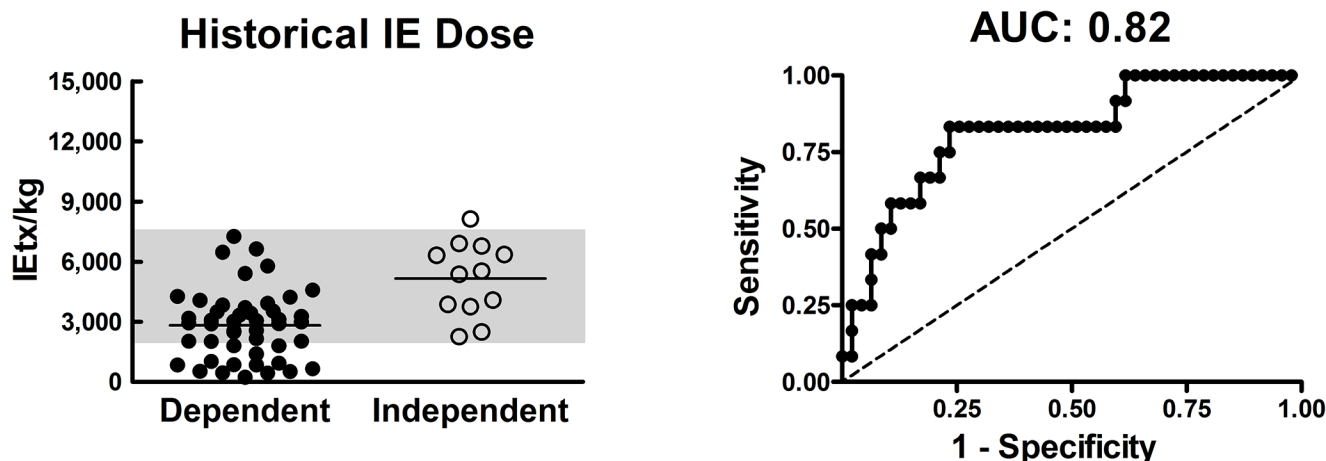 Historical IE Dose
15,000
12,000
9,000
6,000
3,000
0
IEtx/kg
Dependent
Independent
AUC: 0.82
1.00
0.75
0.50
0.25
0.00
Sensitivity
0.25
0.50
0.75
1.00
1 - Specificity